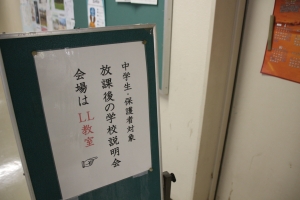 中学生・保護者対象
放課後の学校説明会
会場はLL教室☞